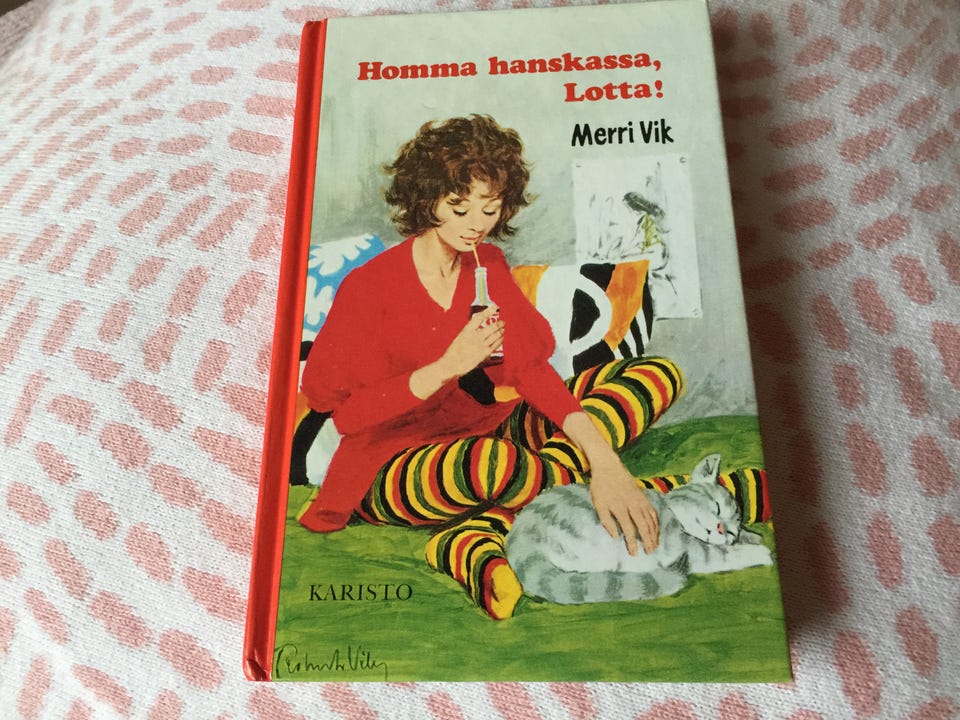 Homma hanskassa,
Lotta!
Merri Vik
KARISTO